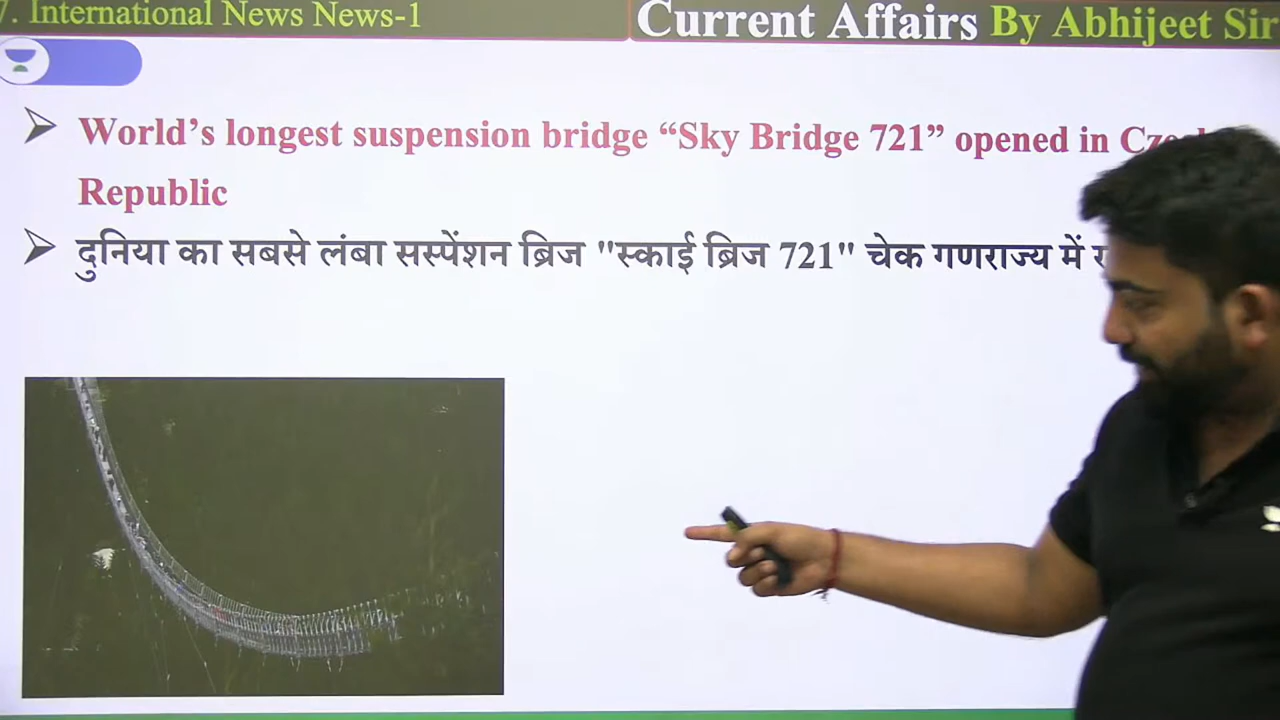 7. International News News-1
Current Affairs By Abhijeet Sir
World's longest suspension bridge “Sky Bridge 721” opened in
Republic
दुनिया का सबसे लंबा सस्पेंशन ब्रिज "स्काई ब्रिज 721" चेक गणराज्य में